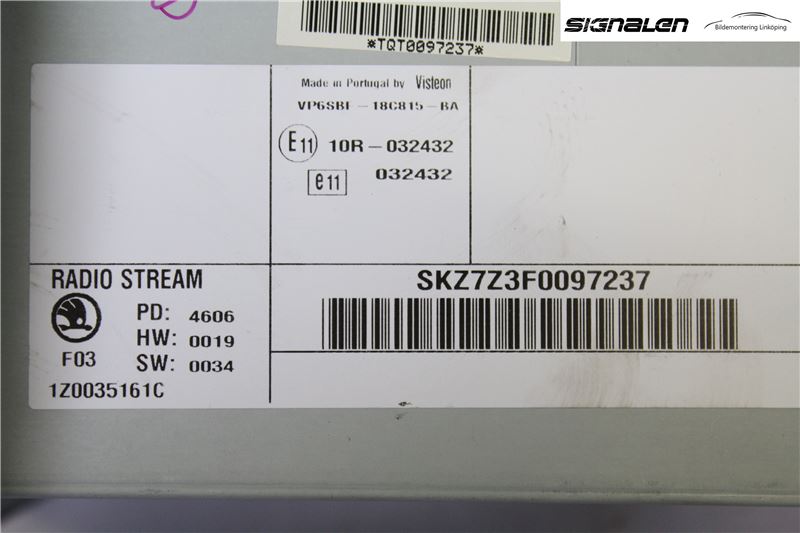 *TQT0097237*
SIGNALEN
Bildemontering Linköping
Made in Portugal by Visteon
VP6SBF-18C815-BA
E11 10R-032432
e11 032432
RADIO STREAM
SKZ7Z3F0097237
PD: 4606
HW: 0019
F03
SW: 0034
1Z0035161C